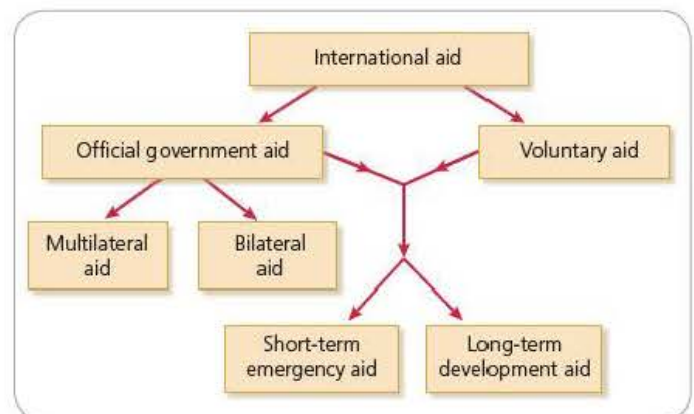 International aid
Official government aid
Voluntary aid
Multilateral
aid
Bilateral
aid
Short-term
emergency aid
Long-term
development aid